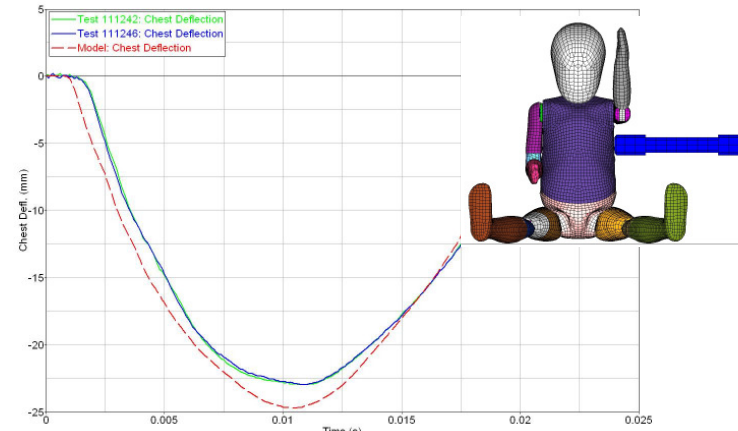 5
Test 111242: Chest Deflection
Test 111246: Chest Deflection
Model: Chest Deflection
0
-5
-10
-15
-20
-25
Chest Defl. (mm)
0
0.005
0.01
0.015
0.02
0.025
Time (s)